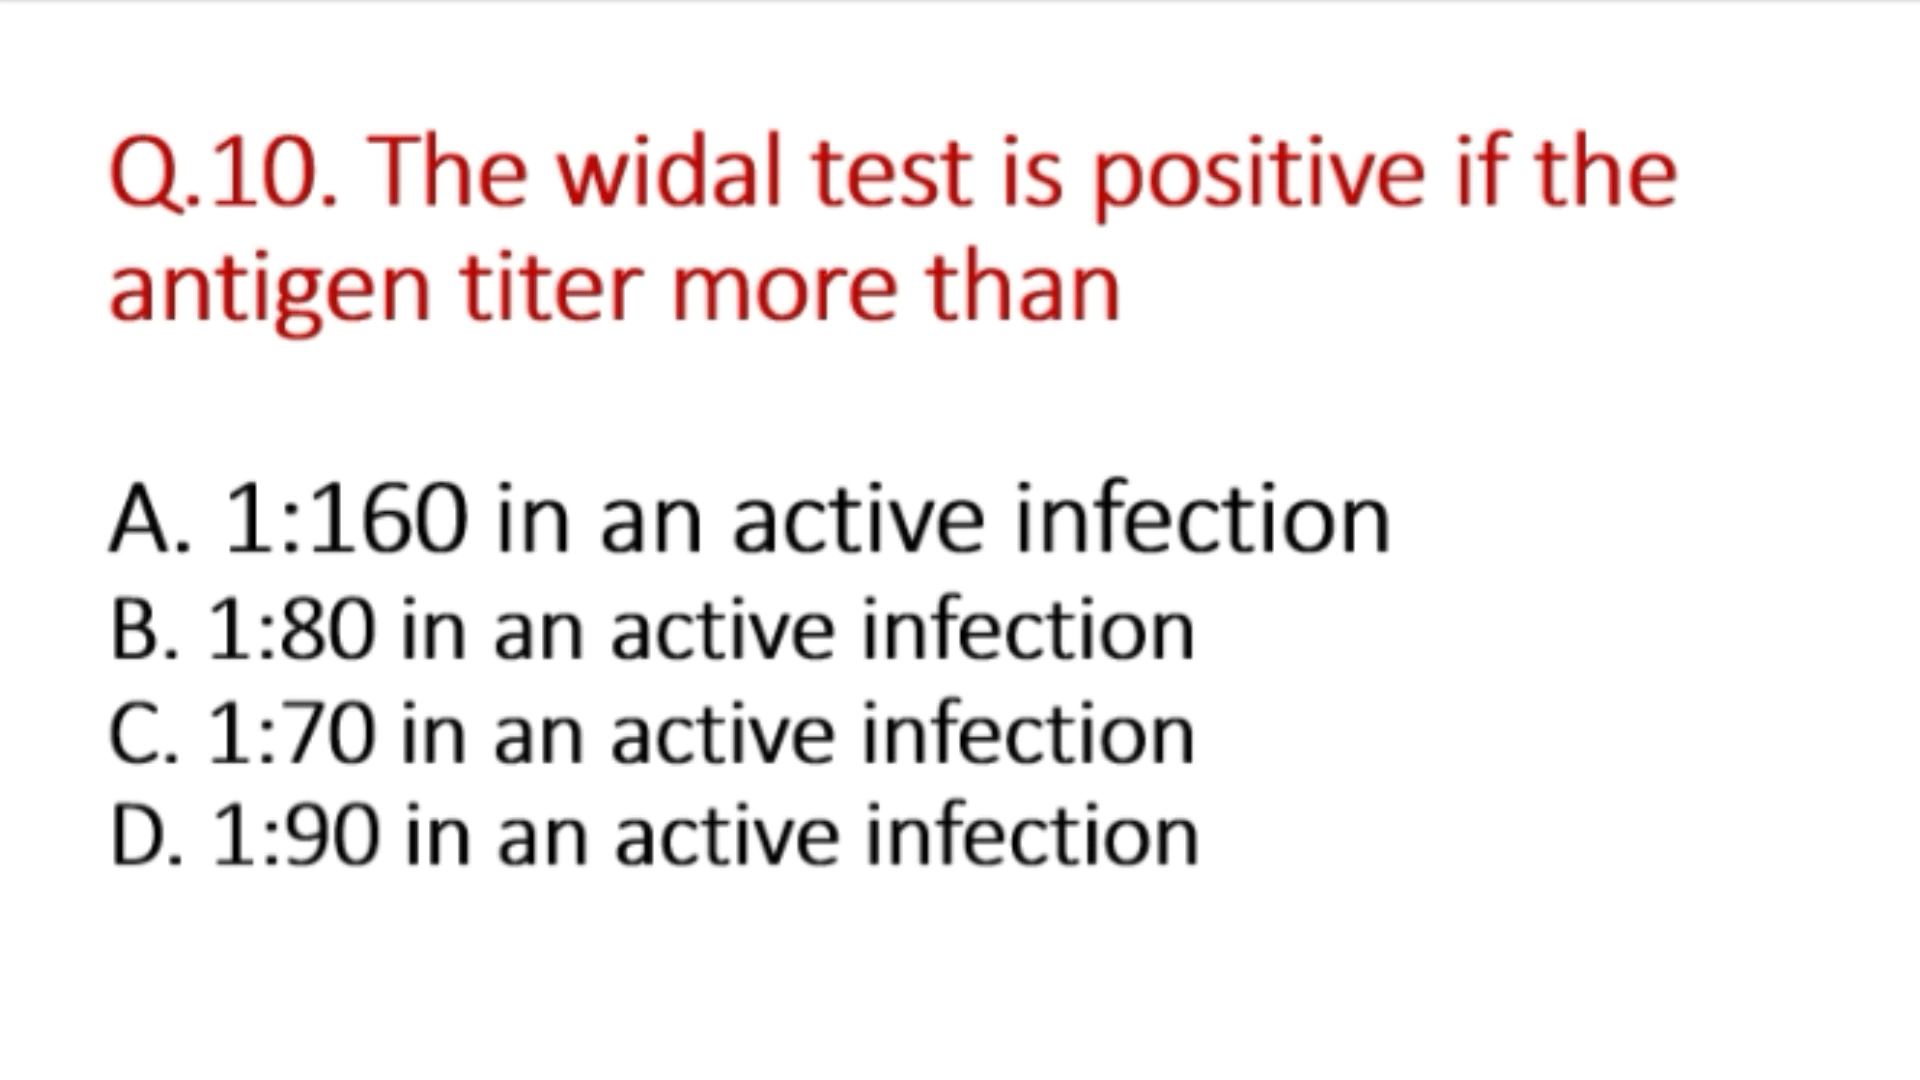 Q.10. The widal test is positive if the
antigen titer more than
A. 1:160 in an active infection
B. 1:80 in an active infection
C. 1:70 in an active infection
D. 1:90 in an active infection